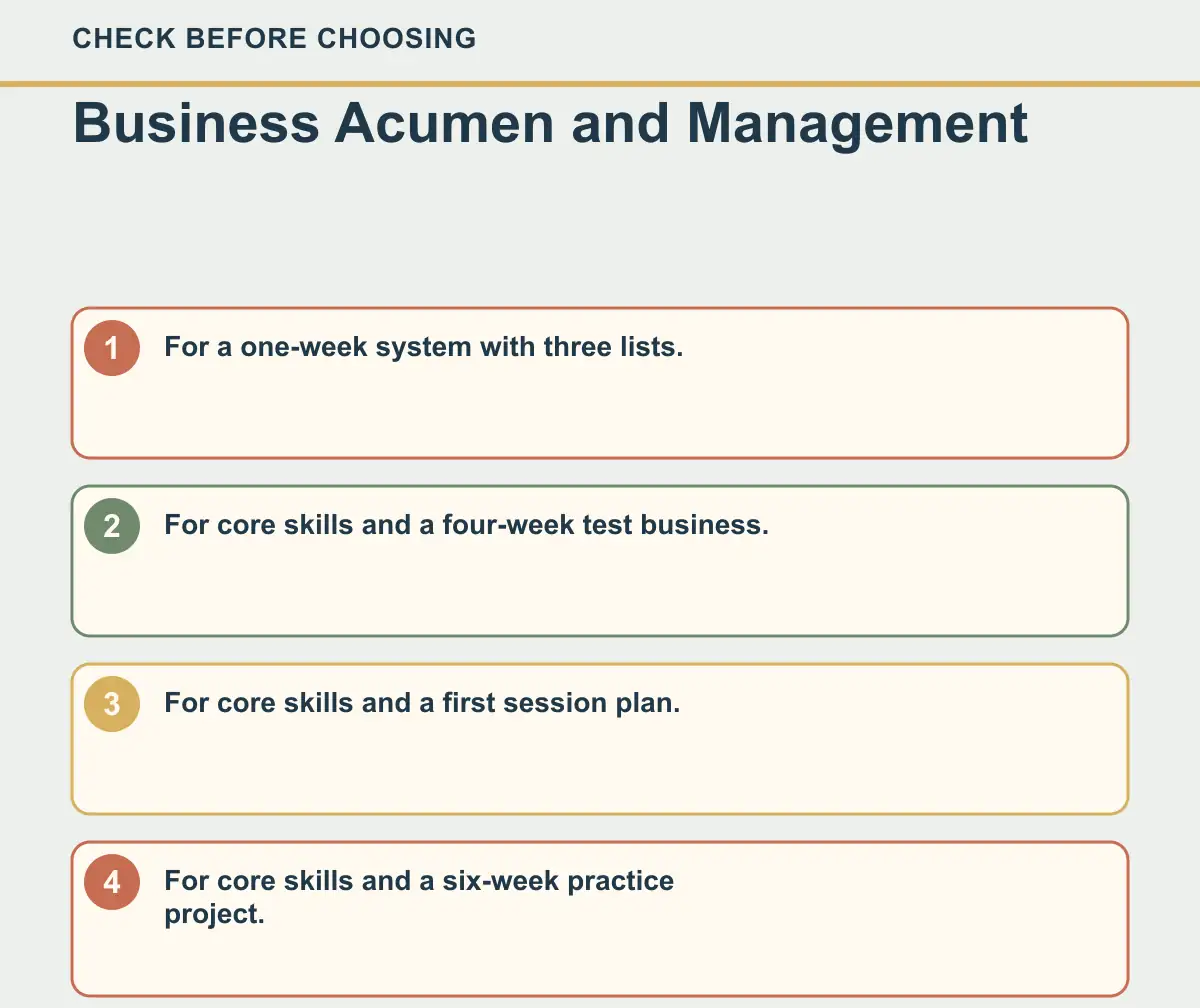 CHECK BEFORE CHOOSING
Business Acumen and Management
1
For a one-week system with three lists.
2
For core skills and a four-week test business.
3
For core skills and a first session plan.
4
For core skills and a six-week practice
project.